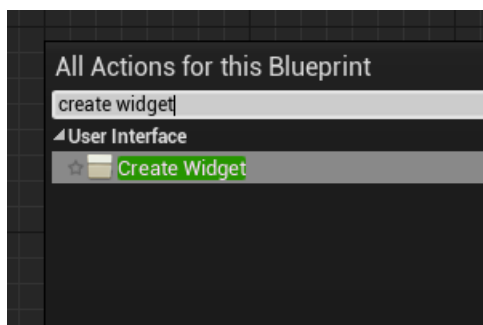 All Actions for this Blueprint
create widget
User Interface
Create Widget